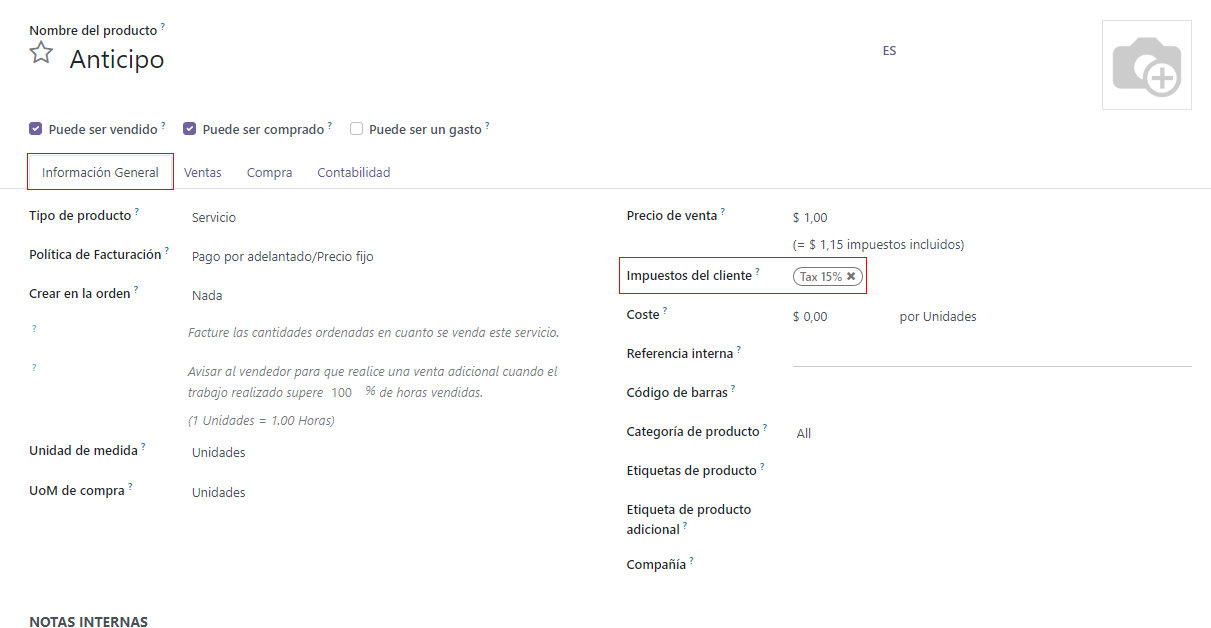 Nombre del producto ?
Anticipo
ES
Puede ser vendido ? Puede ser comprado ? Puede ser un gasto ?
Información General Ventas Compra Contabilidad
Tipo de producto ? Servicio
Política de Facturación ? Pago por adelantado/Precio fijo
Crear en la orden ? Nada
? Facture las cantidades ordenadas en cuanto se venda este servicio.
? Avisar al vendedor para que realice una venta adicional cuando el
trabajo realizado supere 100 % de horas vendidas.
(1 Unidades = 1.00 Horas)
Unidad de medida ? Unidades
UoM de compra ? Unidades
Precio de venta ? $ 1,00
(= $ 1,15 impuestos incluidos)
Impuestos del cliente ? Tax 15% ✖
Coste ? $ 0,00 por Unidades
Referencia interna ?
Código de barras ?
Categoría de producto ? All
Etiquetas de producto ?
Etiqueta de producto
adicional ?
Compañía ?
NOTAS INTERNAS